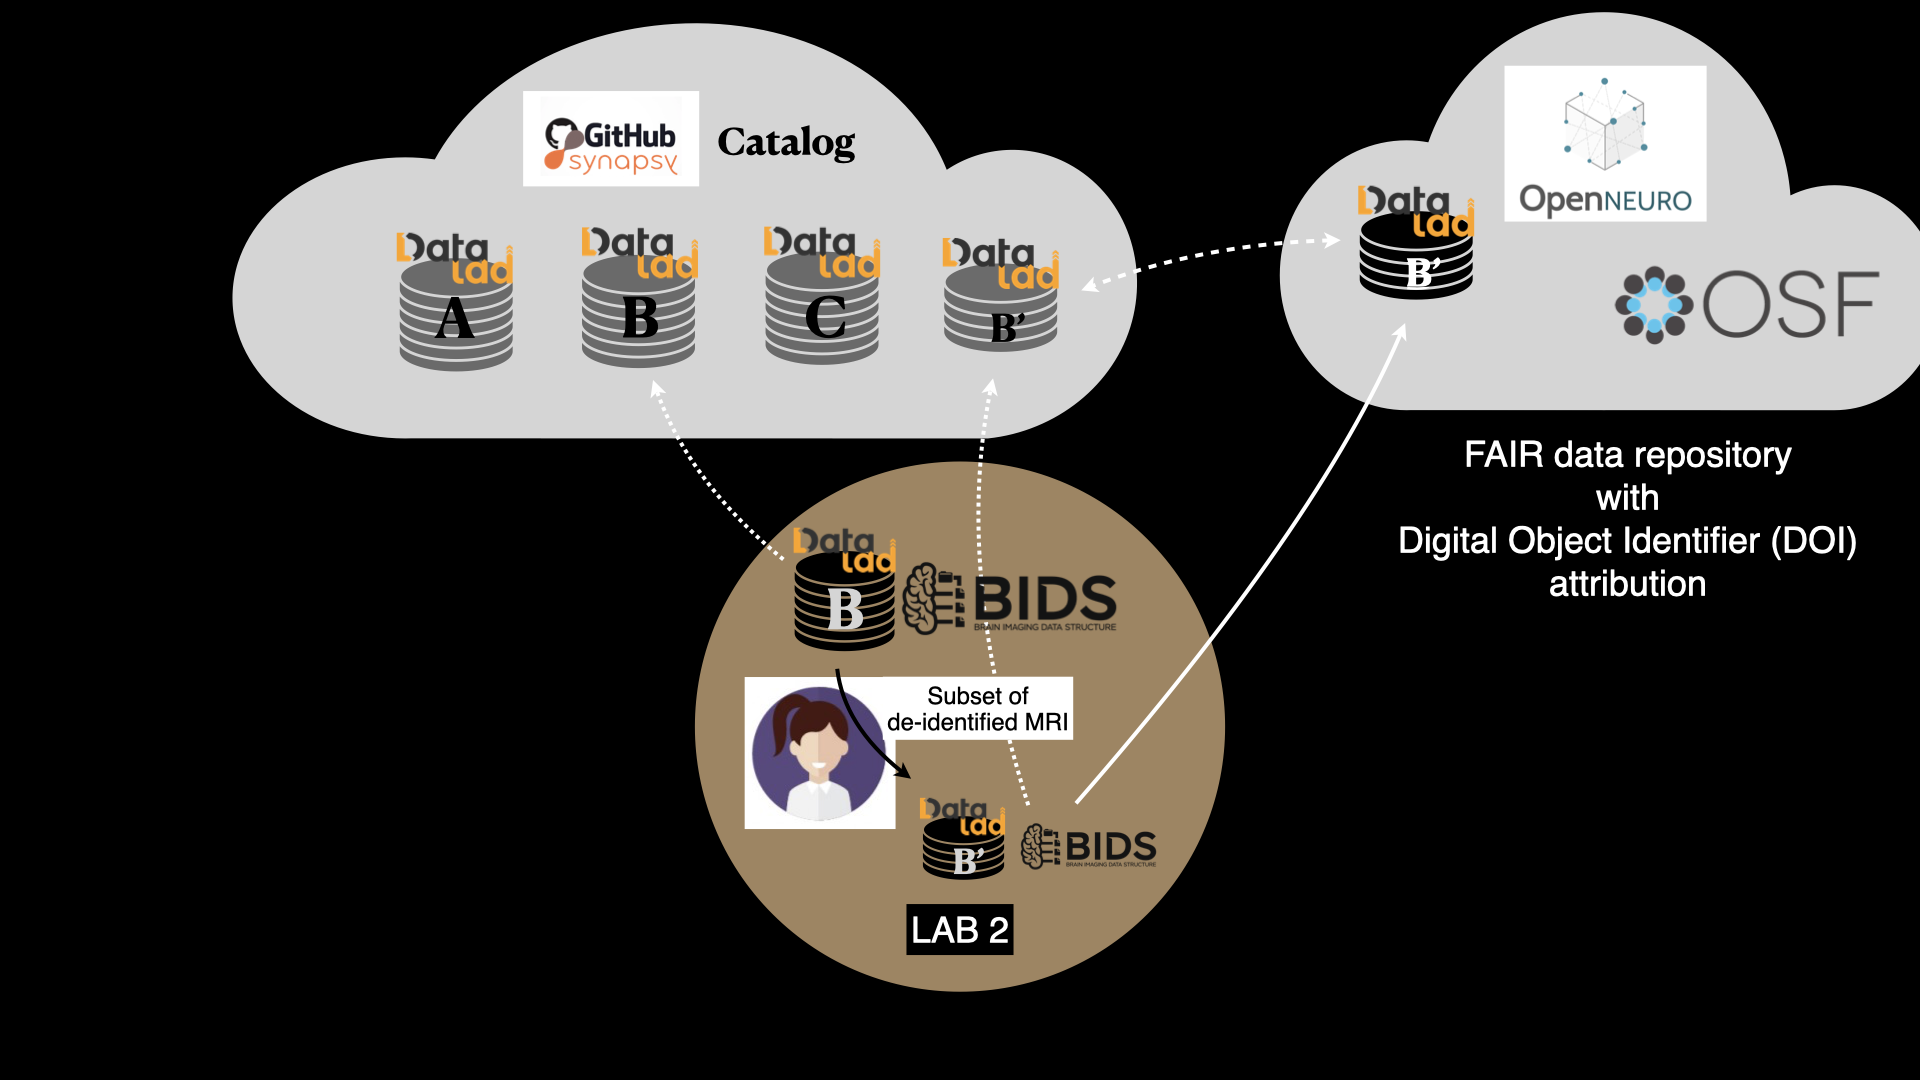 GitHub
synapsy
Catalog
Data
lad
A
Data
lad
B
Data
lad
C
Data
lad
B’
Data
lad
B’
OpenNEURO
OSF
FAIR data repository
with
Digital Object Identifier (DOI)
attribution
Data
lad
B
BIDS
BRAIN IMAGING DATA STRUCTURE
Subset of
de-identified MRI
Data
lad
B’
BIDS
BRAIN IMAGING DATA STRUCTURE
LAB 2